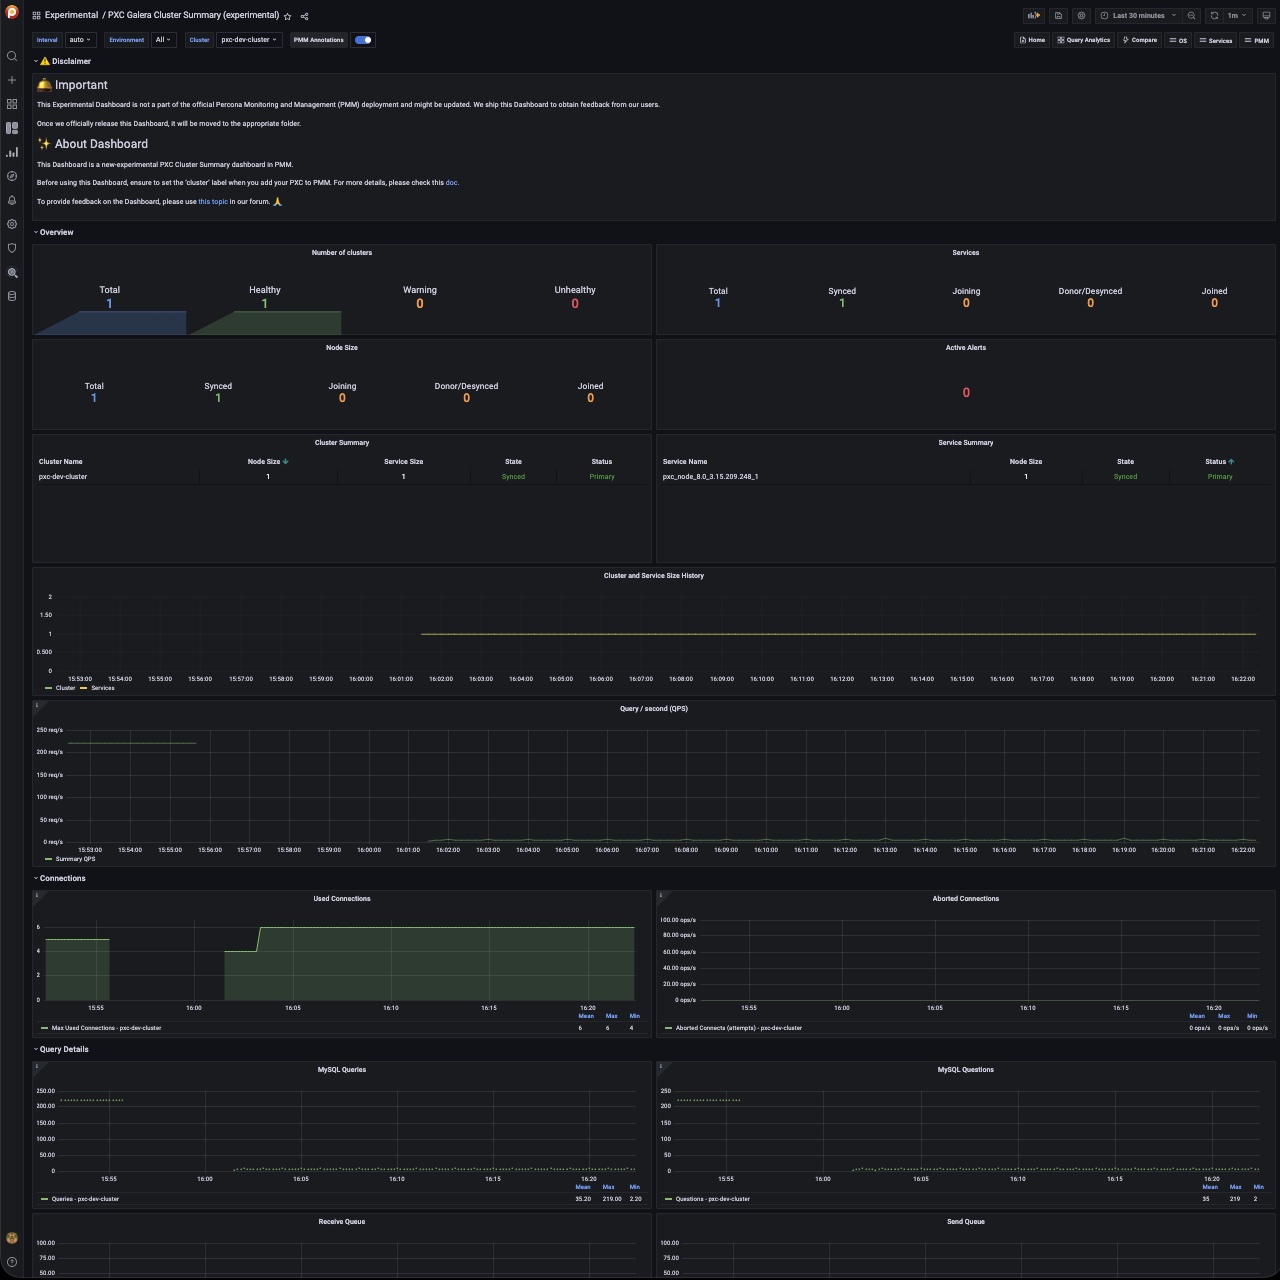 Experimental / PXC Galera Cluster Summary (experimental)
Last 30 minutes 1m
Interval auto Environment All Cluster pxc-dev-cluster PMM Annotations
Home Query Analytics Compare OS Services PMM
Disclaimer
Important
This Experimental Dashboard is not a part of the official Percona Monitoring and Management (PMM) deployment and might be updated. We ship this Dashboard to obtain feedback from our users.
Once we officially release this Dashboard, it will be moved to the appropriate folder.
About Dashboard
This Dashboard is a new-experimental PXC Cluster Summary dashboard in PMM.
Before using this Dashboard, ensure to set the 'cluster' label when you add your PXC to PMM. For more details, please check this doc.
To provide feedback on the Dashboard, please use this topic in our forum.
Overview
Number of clusters
Total Healthy Warning Unhealthy
1 1 0 0
Services
Total Synced Joining Donor/Desynced Joined
1 1 0 0 0
Node Size
Total Synced Joining Donor/Desynced Joined
1 1 0 0 0
Active Alerts
0
Cluster Summary
Cluster Name Node Size Service Size State Status
pxc-dev-cluster 1 1 Synced Primary
Service Summary
Service Name Node Size State Status
pxc_node_8.0_3.15.209.248_1 1 Synced Primary
Cluster and Service Size History
2
1.50
1
0.500
0
15:53:00 15:54:00 15:55:00 15:56:00 15:57:00 15:58:00 15:59:00 16:00:00 16:01:00 16:02:00 16:03:00 16:04:00 16:05:00 16:06:00 16:07:00 16:08:00 16:09:00 16:10:00 16:11:00 16:12:00 16:13:00 16:14:00 16:15:00 16:16:00 16:17:00 16:18:00 16:19:00 16:20:00 16:21:00 16:22:00
Cluster Services
Query / second (QPS)
250 req/s
200 req/s
150 req/s
100 req/s
50 req/s
0 req/s
15:53:00 15:54:00 15:55:00 15:56:00 15:57:00 15:58:00 15:59:00 16:00:00 16:01:00 16:02:00 16:03:00 16:04:00 16:05:00 16:06:00 16:07:00 16:08:00 16:09:00 16:10:00 16:11:00 16:12:00 16:13:00 16:14:00 16:15:00 16:16:00 16:17:00 16:18:00 16:19:00 16:20:00 16:21:00 16:22:00
Summary QPS
Connections
Used Connections
6
4
2
0
15:55 16:00 16:05 16:10 16:15 16:20
Mean Max Min
Max Used Connections - pxc-dev-cluster 6 6 4
Aborted Connections
100.00 ops/s
80.00 ops/s
60.00 ops/s
40.00 ops/s
20.00 ops/s
0 ops/s
15:55 16:00 16:05 16:10 16:15 16:20
Mean Max Min
Aborted Connects (attempts) - pxc-dev-cluster 0 ops/s 0 ops/s 0 ops/s
Query Details
MySQL Queries
250.00
200.00
150.00
100.00
50.00
0
15:55 16:00 16:05 16:10 16:15 16:20
Mean Max Min
Queries - pxc-dev-cluster 35.20 219.00 2.20
MySQL Questions
250
200
150
100
50
0
15:55 16:00 16:05 16:10 16:15 16:20
Mean Max Min
Questions - pxc-dev-cluster 35 219 2
Receive Queue
100.00
75.00
50.00
Send Queue
100.00
75.00
50.00